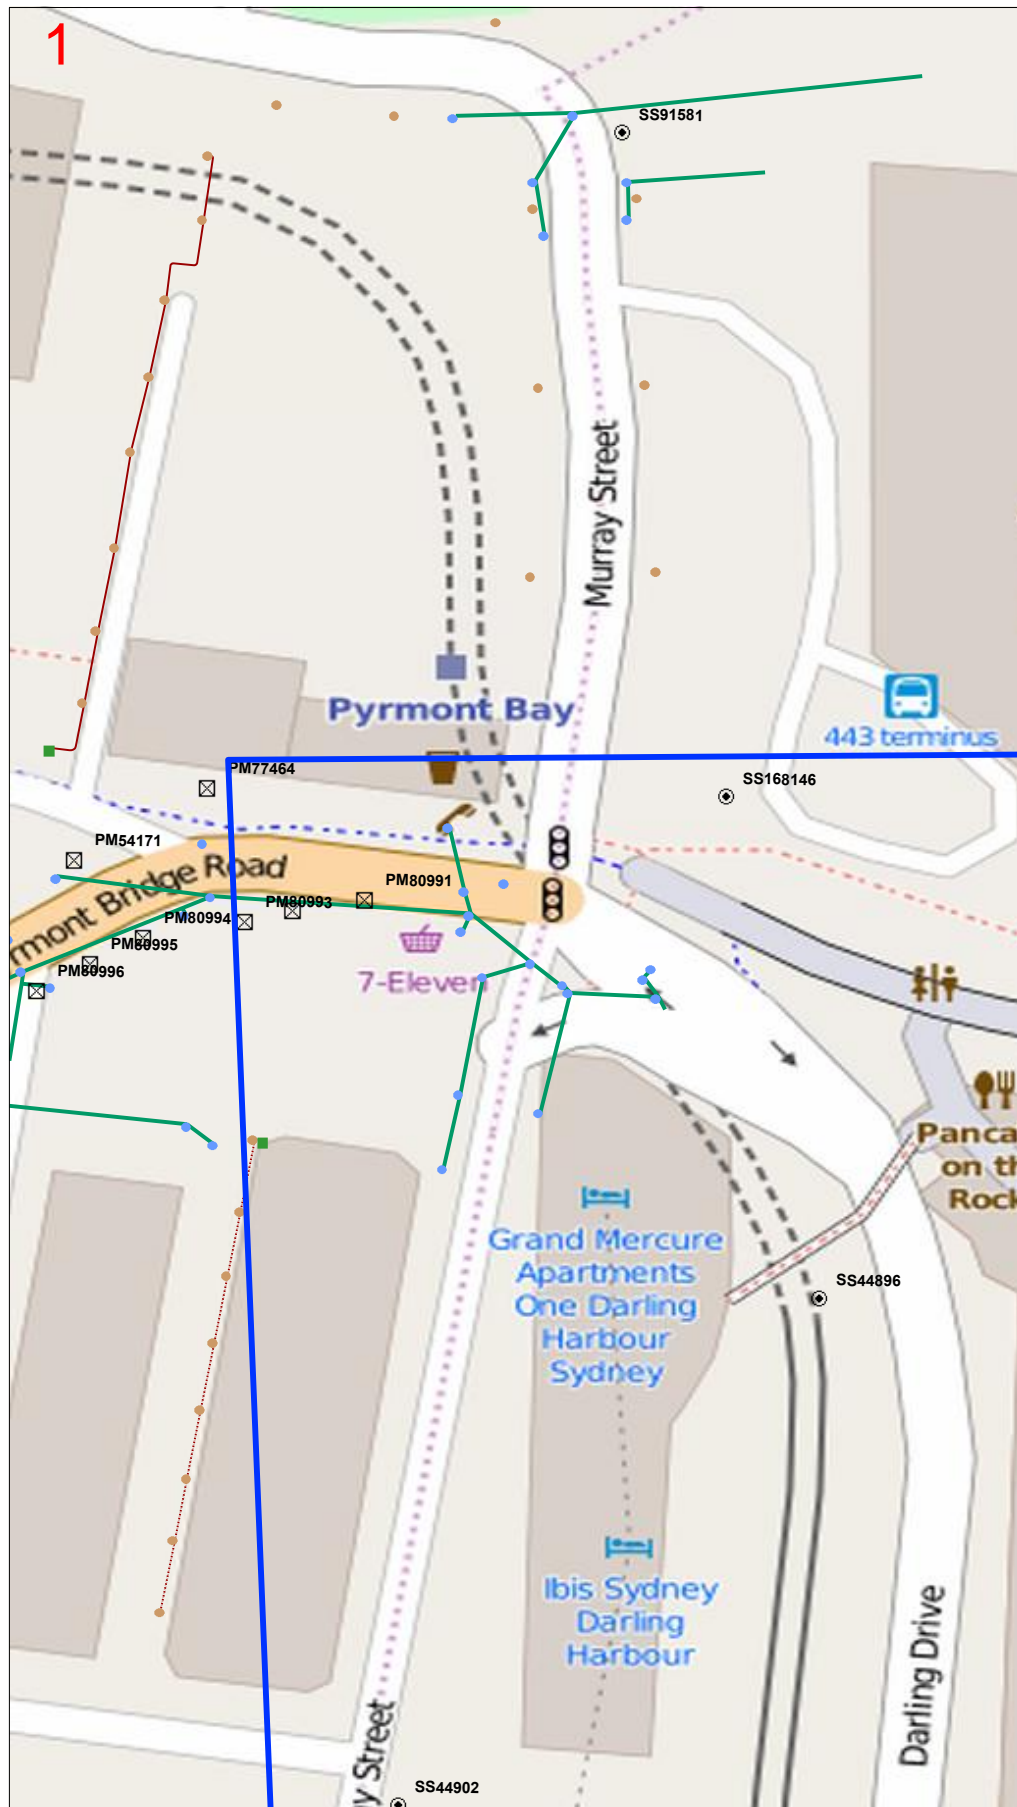 1
SS91581
Murray Street
Pyrmont Bay
443 terminus
PM77464
SS168146
PM54171
rmont Bridge Road
PM80991
PM80993
PM80994
PM80995
PM80996
7-Eleven
Panca
on th
Rock
Grand Mercure
Apartments
One Darling
Harbour
Sydney
SS44896
Ibis Sydney
Darling
Harbour
Darling Drive
y Street
SS44902